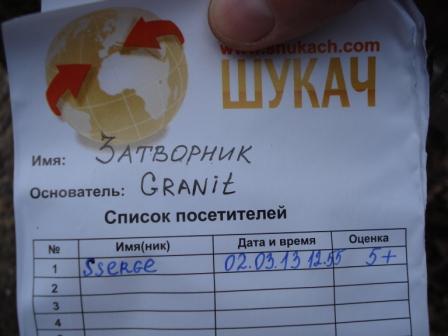 www.shukach.com
ШУКАЧ
Имя: ЗАТВОРНИК
Основатель: GRANIt
Список посетителей
№ Имя(ник) Дата и время Оценка
1 SSERGE 02.03.13 12.55 5+
2
3
4